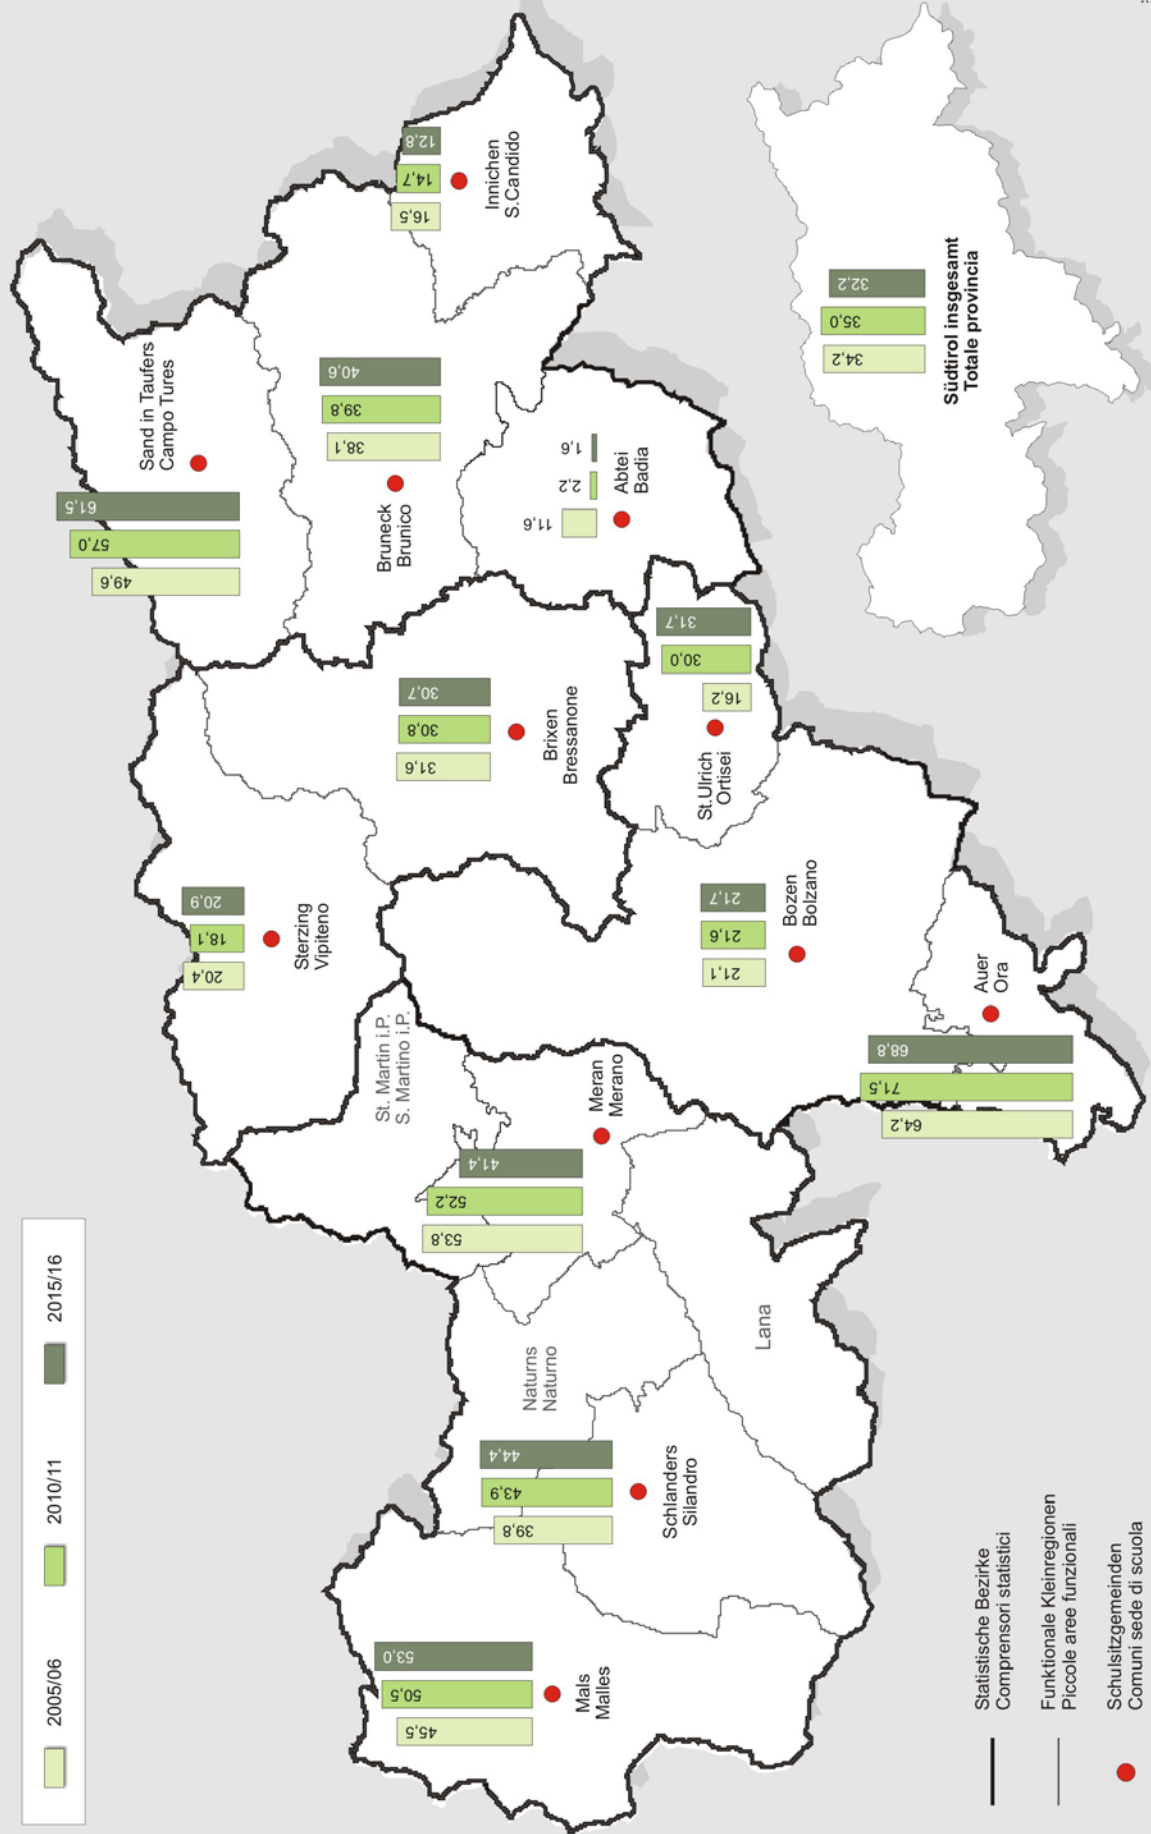 2005/06
2010/11
2015/16
49,6
57,0
61,5
Sand in Taufers
Campo Tures
16,5
14,7
12,8
Innichen
S.Candido
38,1
39,8
40,6
Bruneck
Brunico
20,4
18,1
20,9
Sterzing
Vipiteno
31,6
30,8
30,7
Brixen
Bressanone
11,6
2,2
1,6
Abtei
Badia
St. Martin i.P.
S. Martino i.P.
53,8
52,2
41,4
Meran
Merano
16,2
30,0
31,7
St.Ulrich
Ortisei
45,5
50,5
53,0
Mals
Malles
Naturns
Naturno
39,8
43,9
44,4
Schlanders
Silandro
Lana
21,1
21,6
21,7
Bozen
Bolzano
64,2
71,5
68,8
Auer
Ora
34,2
35,0
32,2
Südtirol insgesamt
Totale provincia
Statistische Bezirke
Comprensori statistici
Funktionale Kleinregionen
Piccole aree funzionali
Schulsitzgemeinden
Comuni sede di scuola